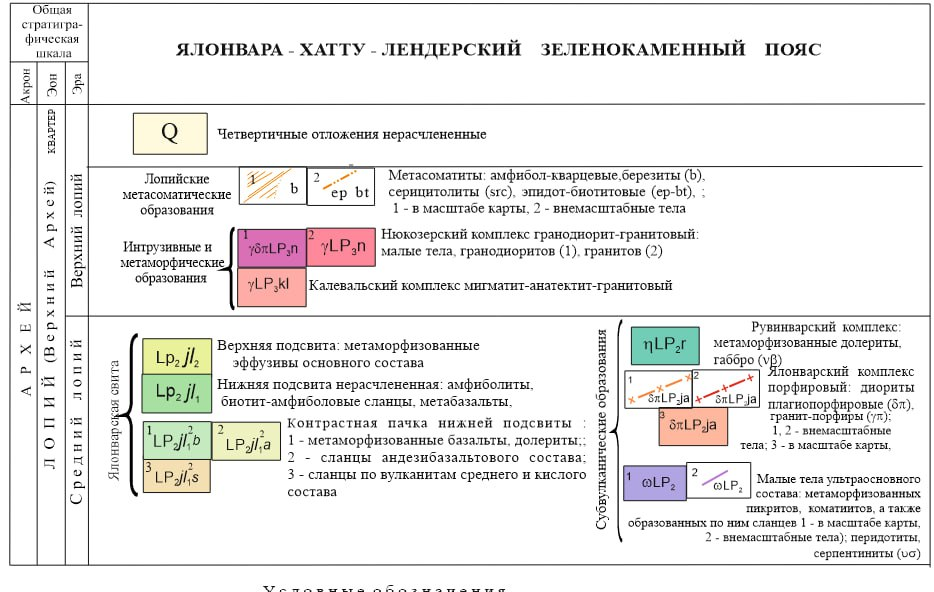 Общая
стратигра-
фическая
шкала
Акрон
Эон
Эра
ЯЛОНВАРА - ХАТТУ - ЛЕНДЕРСКИЙ ЗЕЛЕНОКАМЕННЫЙ ПОЯС
АРХЕЙ
ЛОПИЙ (Верхний Архей)
КВАРТЕР
Верхний лопий
Средний лопий
Q
Четвертичные отложения нерасчлененные
Лопийские
метасоматические
образования
1 b
2 ep bt
Метасоматиты: амфибол-кварцевые,березиты (b),
серицитолиты (src), эпидот-биотитовые (ep-bt), ;
1 - в масштабе карты, 2 - внемасштабные тела
Интрузивные и
метаморфические
образования
1 γδπLP₃n
2 γLP₃n
Нюкозерский комплекс гранодиорит-гранитовый:
малые тела, гранодиоритов (1), гранитов (2)
γLP₃kl
Калевальский комплекс мигматит-анатектит-гранитовый
Ялонварская свита
Lp₂ jl₂
Верхняя подсвита: метаморфизованные
эффузивы основного состава
Lp₂ jl₁
Нижняя подсвита нерасчлененная: амфиболиты,
биотит-амфиболовые сланцы, метабазальты,
1 LP₂jl₁²b
2 LP₂jl₁²a
3 LP₂jl₁²s
Контрастная пачка нижней подсвиты :
1 - метаморфизованные базальты, долериты,;
2 - сланцы андезибазальтового состава;
3 - сланцы по вулканитам среднего и кислого
состава
Субвулканические образования
ηLP₂r
Рувинварский комплекс:
метаморфизованные долериты,
габбро (νβ)
1 δπLP₂ja
2 δπLP₂ja
3 δπLP₂ja
Ялонварский комплекс
порфировый: диориты
плагиопорфировые (δπ),
гранит-порфиры (γπ);
1, 2 - внемасштабные
тела; 3 - в масштабе карты,
1 ωLP₂
2 ωLP₂
Малые тела ультраосновного
состава: метаморфизованных
пикритов, коматиитов, а также
образованных по ним сланцев 1 - в масштабе карты,
2 - внемасштабные тела); перидотиты,
серпентиниты (υσ)